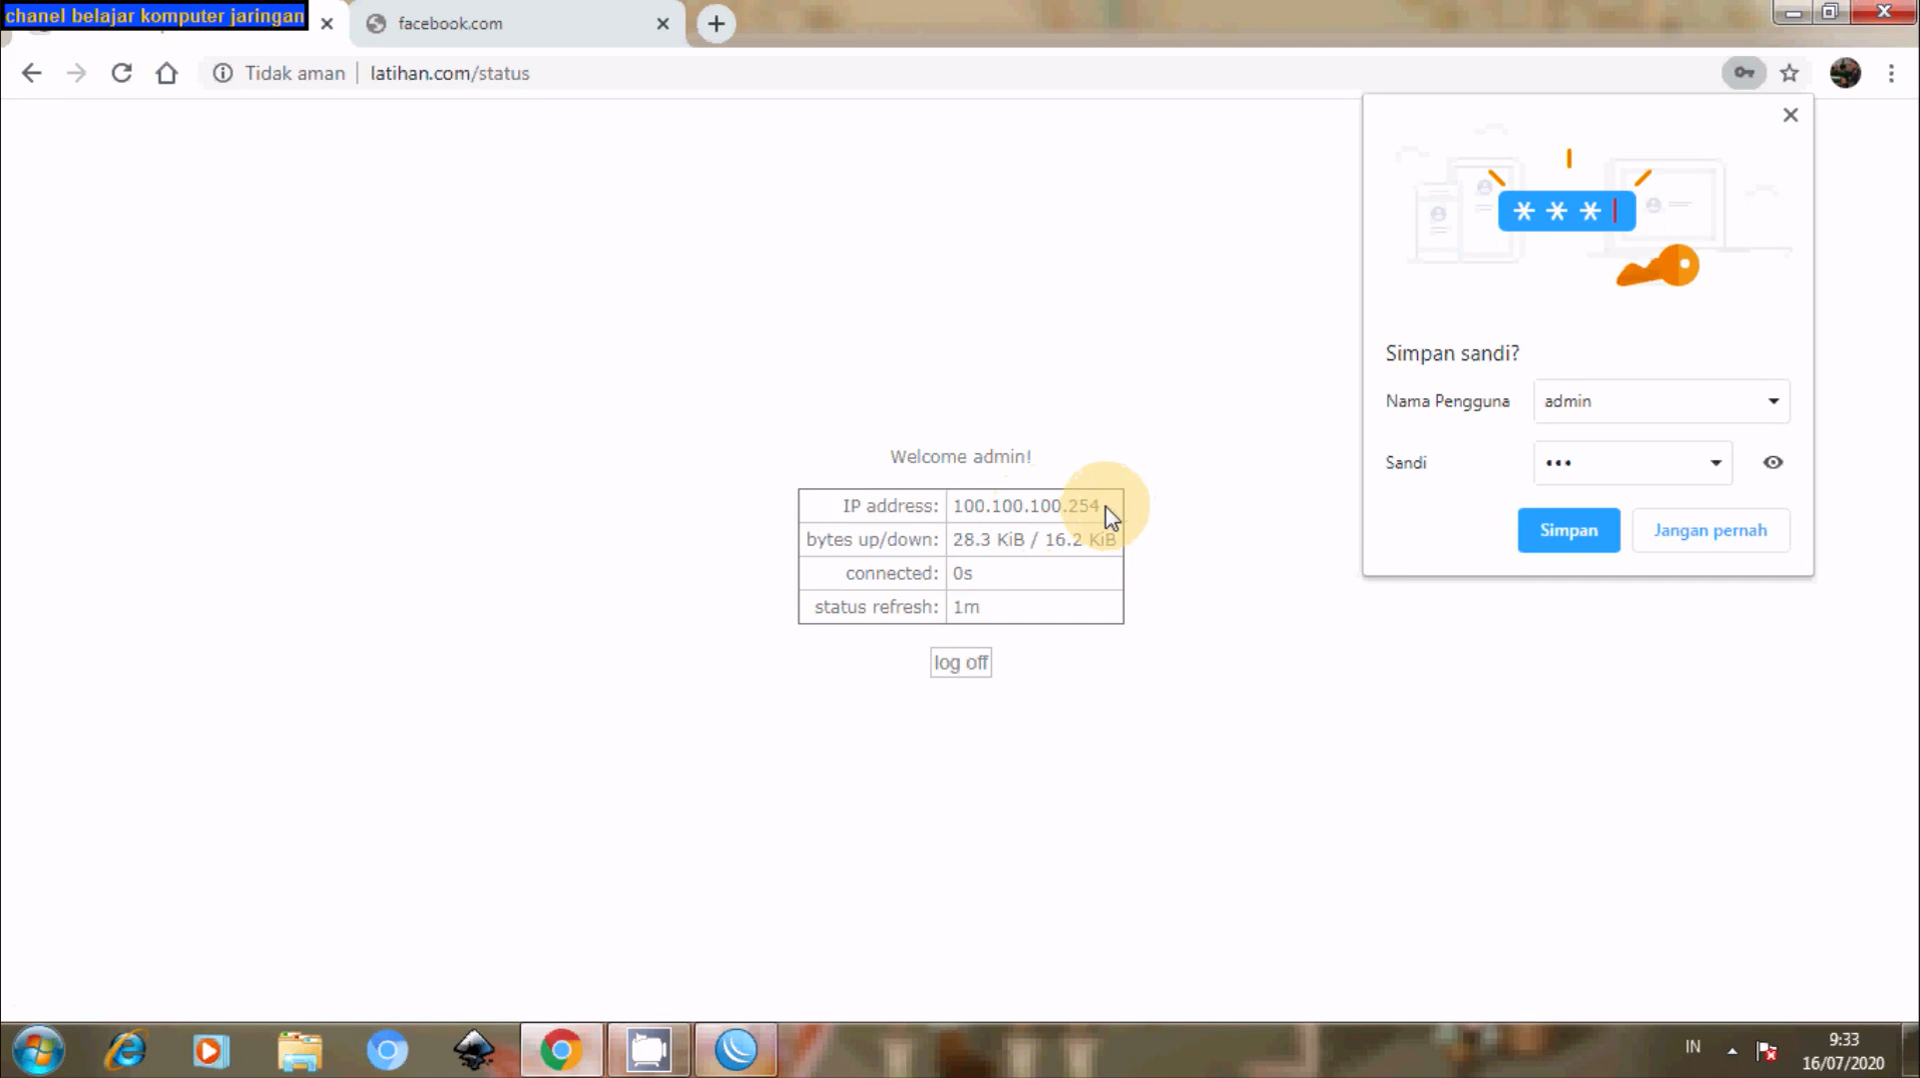 chanel belajar komputer jaringan
facebook.com
Tidak aman
latihan.com/status
* * *
Simpan sandi?
Nama Pengguna
admin
Sandi
•••
Simpan
Jangan pernah
Welcome admin!
IP address: 100.100.100.254
bytes up/down: 28.3 KiB / 16.2 KiB
connected: 0s
status refresh: 1m
log off
IN
9:33
16/07/2020